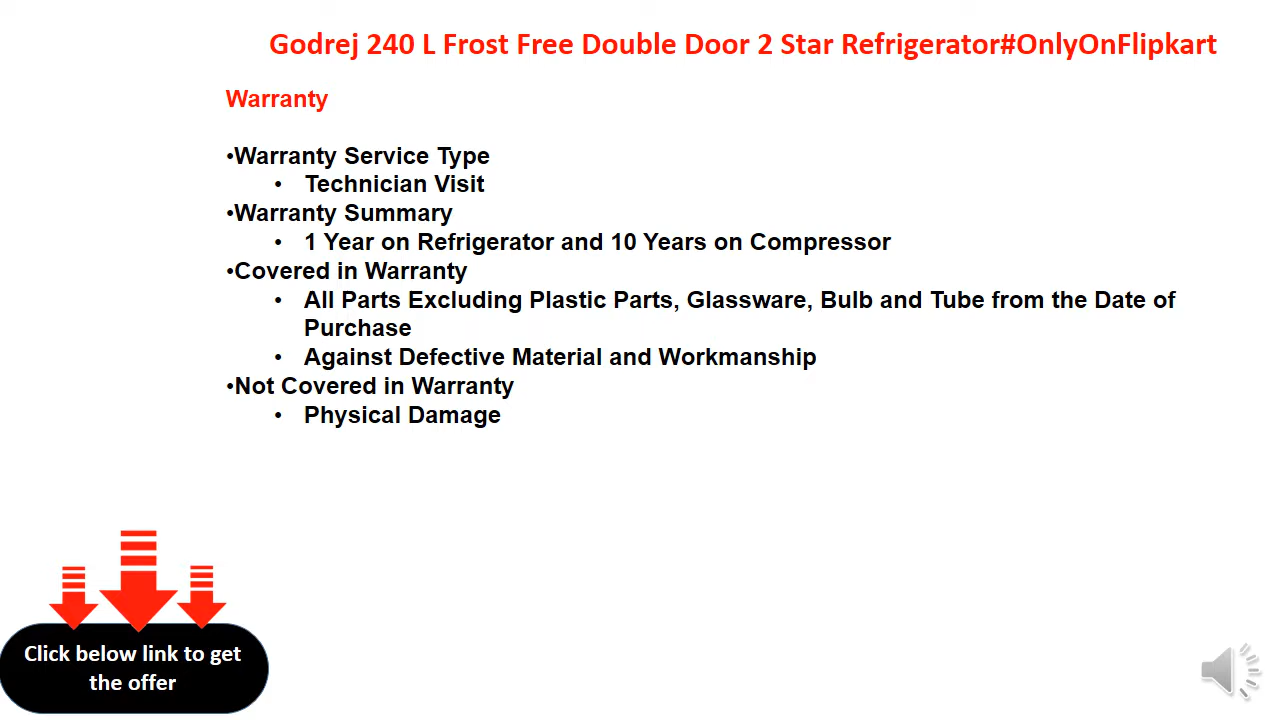 Godrej 240 L Frost Free Double Door 2 Star Refrigerator#OnlyOnFlipkart
Warranty
•Warranty Service Type
• Technician Visit
•Warranty Summary
• 1 Year on Refrigerator and 10 Years on Compressor
•Covered in Warranty
• All Parts Excluding Plastic Parts, Glassware, Bulb and Tube from the Date of
Purchase
• Against Defective Material and Workmanship
•Not Covered in Warranty
• Physical Damage
Click below link to get
the offer